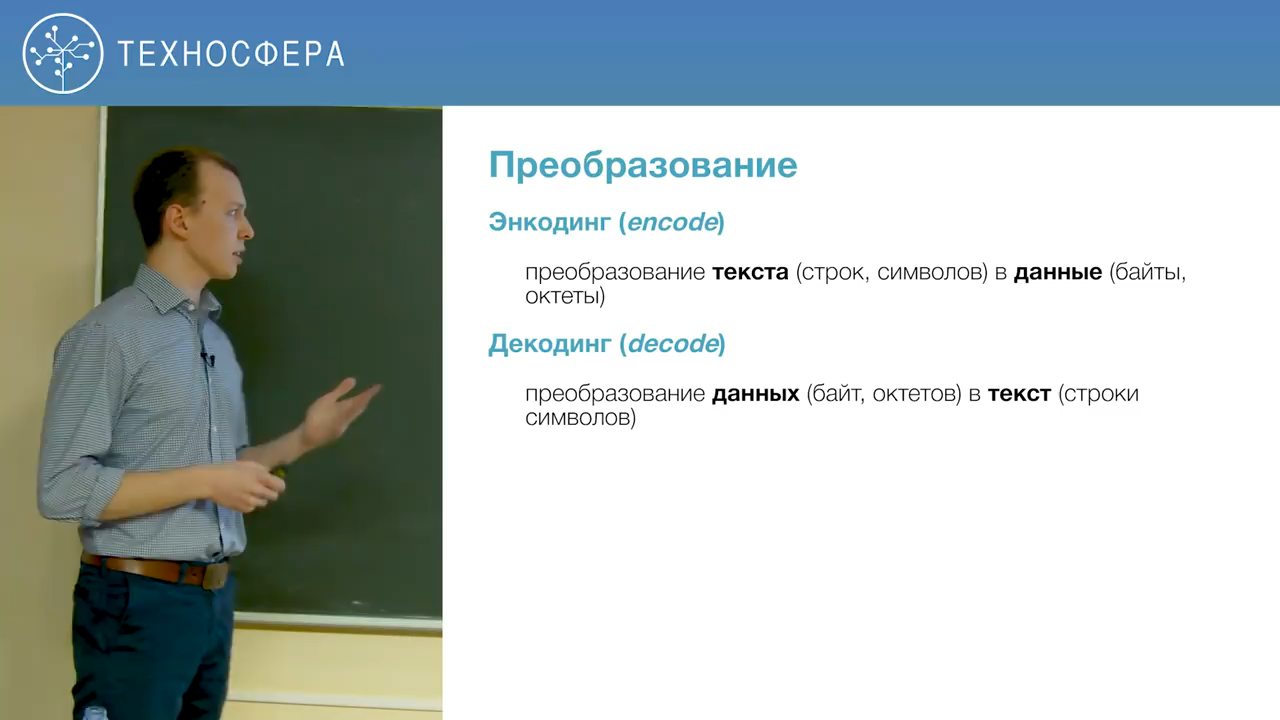 ТЕХНОСФЕРА
Преобразование
Энкодинг (encode)
преобразование текста (строк, символов) в данные (байты,
октеты)
Декодинг (decode)
преобразование данных (байт, октетов) в текст (строки
символов)